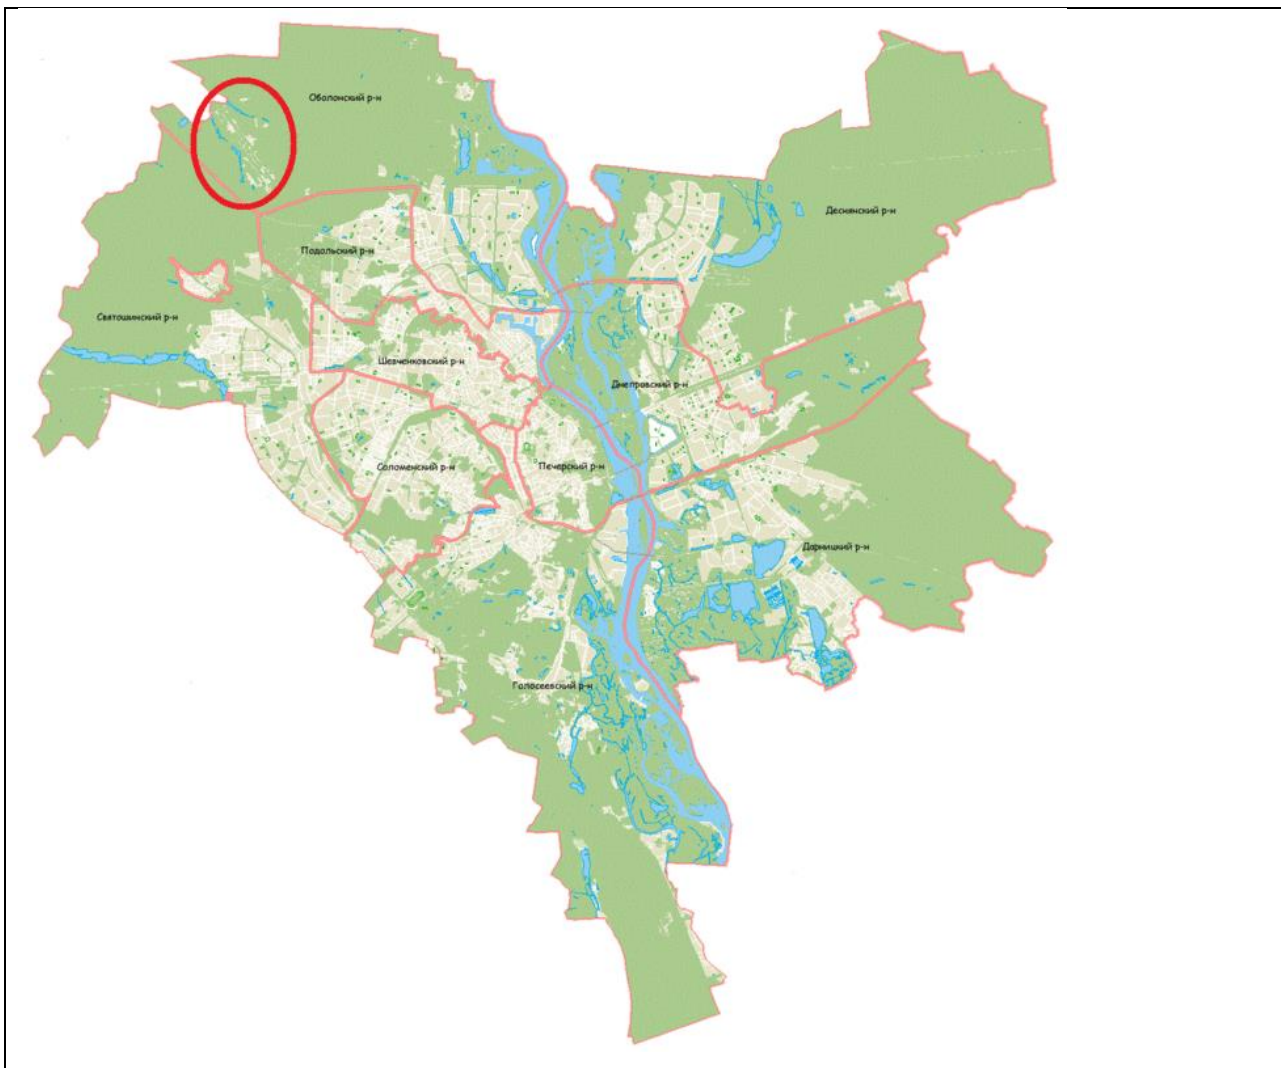 Оболонский р-н
Деснянский р-н
Подольский р-н
Святошинский р-н
Шевченковский р-н
Днепровский р-н
Соломенский р-н
Печерский р-н
Дарницкий р-н
Голосеевский р-н